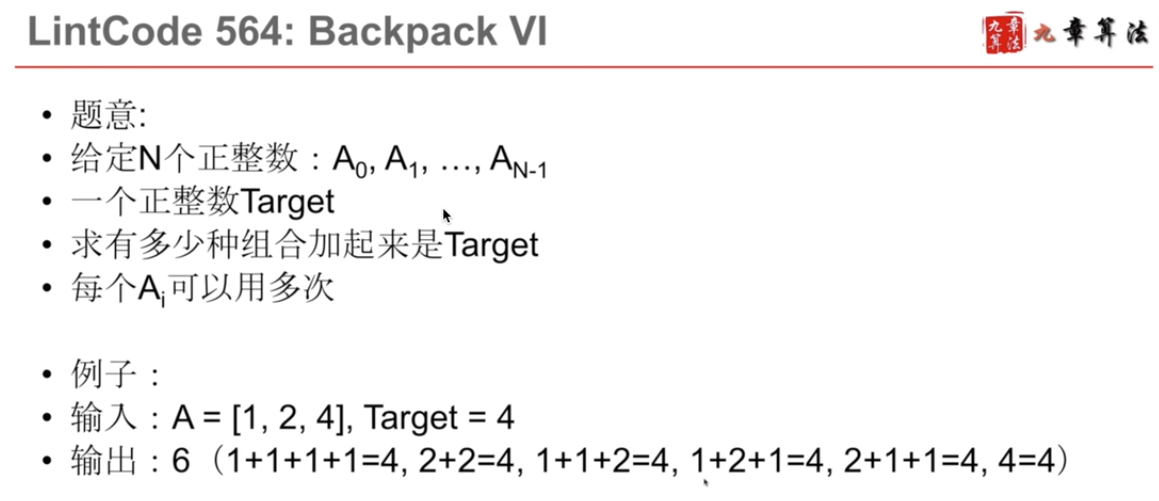 LintCode 564: Backpack VI
九章算法
九章算法
• 题意:
• 给定N个正整数：A0, A1, …, AN-1
• 一个正整数Target
• 求有多少种组合加起来是Target
• 每个Ai可以用多次
• 例子：
• 输入：A = [1, 2, 4], Target = 4
• 输出：6（1+1+1+1=4, 2+2=4, 1+1+2=4, 1+2+1=4, 2+1+1=4, 4=4）